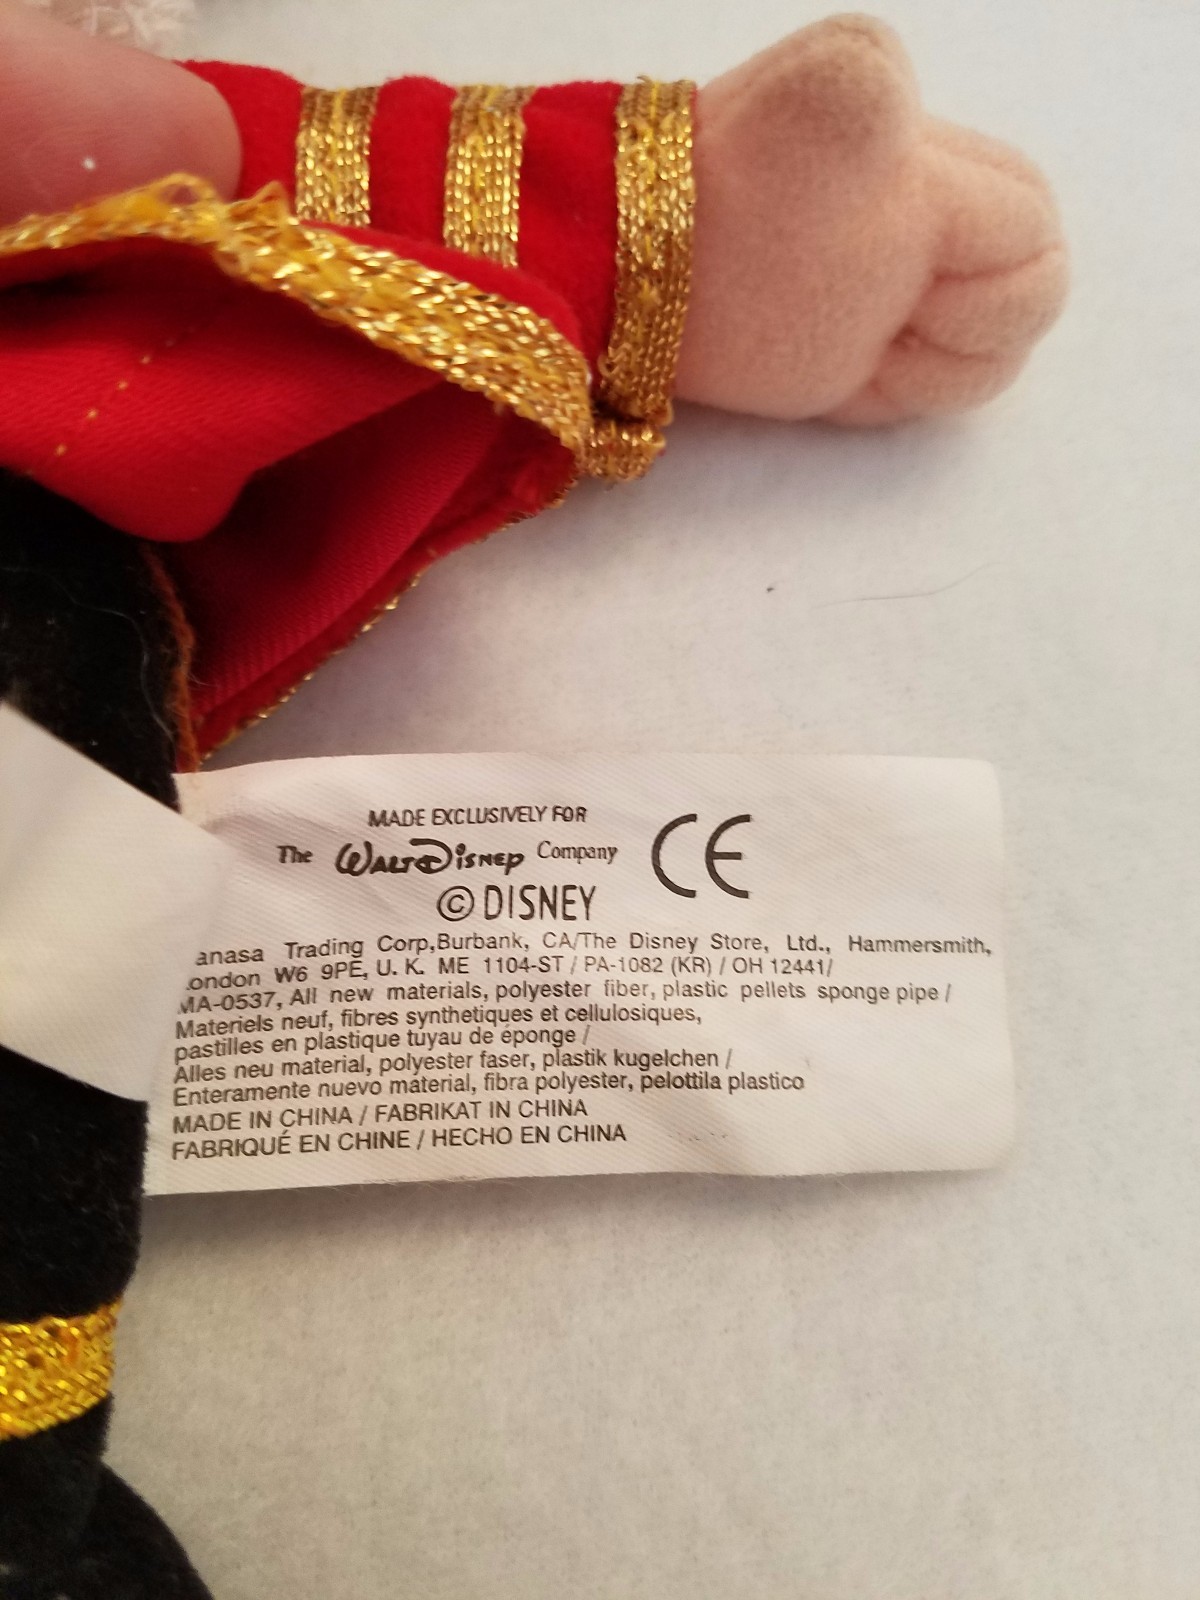 MADE EXCLUSIVELY FOR
The WALT DISNEY Company CE
© DISNEY
anasa Trading Corp,Burbank, CA/The Disney Store, Ltd., Hammersmith,
ondon W6 9PE, U. K. ME 1104-ST / PA-1082 (KR) / OH 12441/
MA-0537, All new materials, polyester fiber, plastic pellets sponge pipe /
Materiels neuf, fibres synthetiques et cellulosiques,
pastilles en plastique tuyau de éponge /
Alles neu material, polyester faser, plastik kugelchen /
Enteramente nuevo material, fibra polyester, pelottila plastico
MADE IN CHINA / FABRIKAT IN CHINA
FABRIQUÉ EN CHINE / HECHO EN CHINA